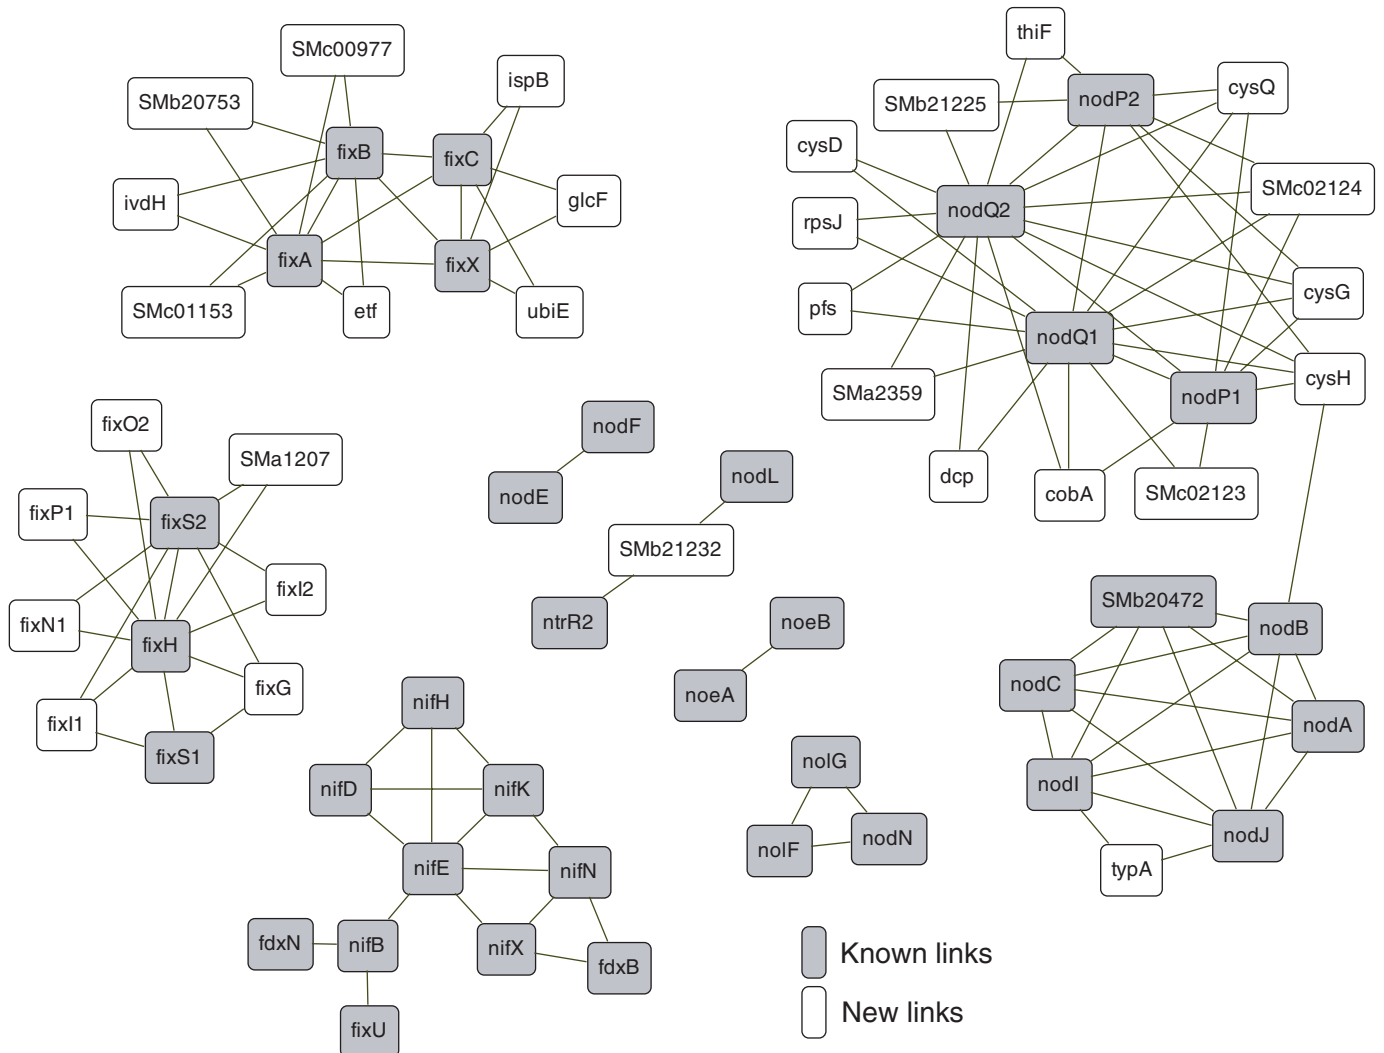 thiF
SMc00977
ispB
cysQ
SMb20753
SMb21225
nodP2
fixB
fixC
cysD
SMc02124
ivdH
glcF
nodQ2
rpsJ
fixA
fixX
cysG
SMc01153
etf
ubiE
pfs
nodQ1
cysH
SMa2359
nodP1
fixO2
nodF
SMa1207
nodL
dcp
cobA
SMc02123
nodE
fixP1
fixS2
SMb21232
fixI2
SMb20472
fixN1
ntrR2
noeB
nodB
fixH
nodC
fixG
noeA
nifH
nodA
fixI1
fixS1
nolG
nifD
nifK
nodI
nodJ
nolF
nodN
nifE
nifN
typA
fdxN
nifB
nifX
fdxB
Known links
New links
fixU